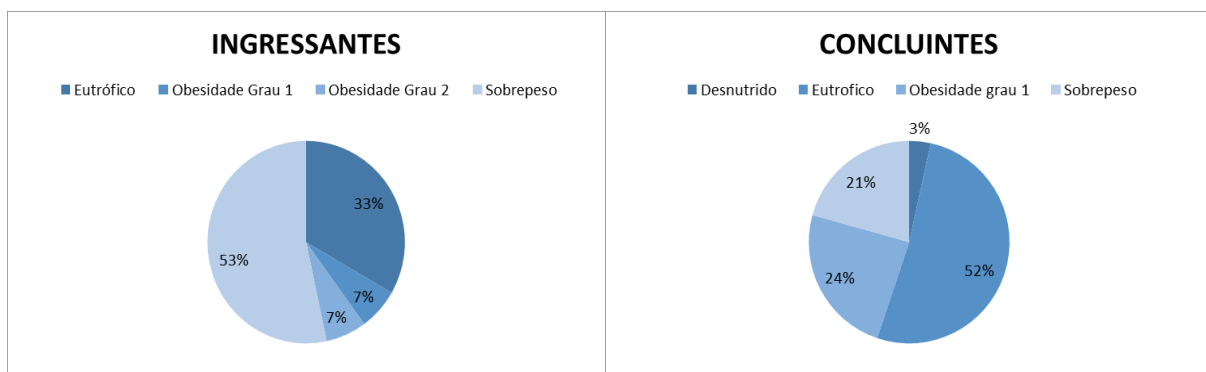 INGRESSANTES
Eutrófico Obesidade Grau 1 Obesidade Grau 2 Sobrepeso
33%
53%
7%
7%
CONCLUINTES
Desnutrido Eutrofico Obesidade grau 1 Sobrepeso
3%
21%
52%
24%